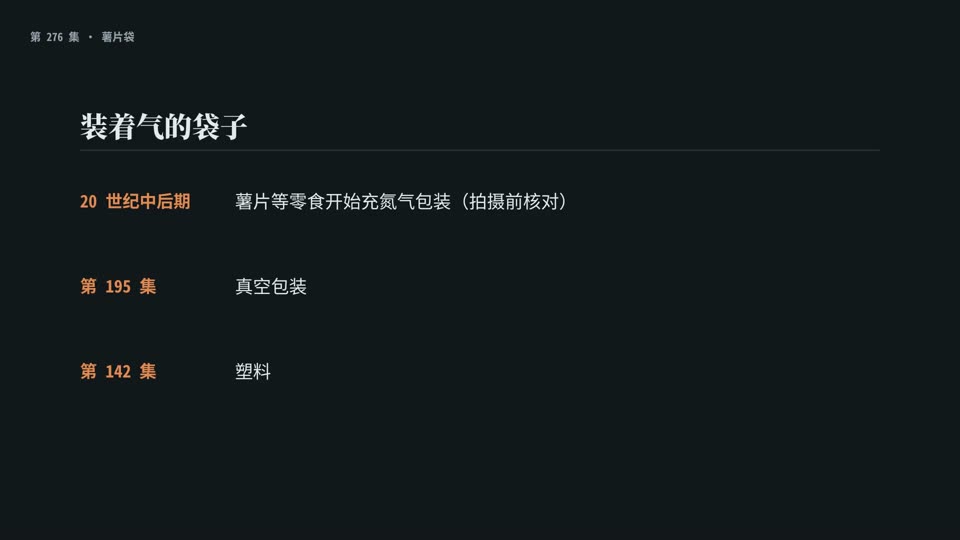 第 276 集 · 薯片袋
装着气的袋子
20 世纪中后期 薯片等零食开始充氮气包装（拍摄前核对）
第 195 集 真空包装
第 142 集 塑料